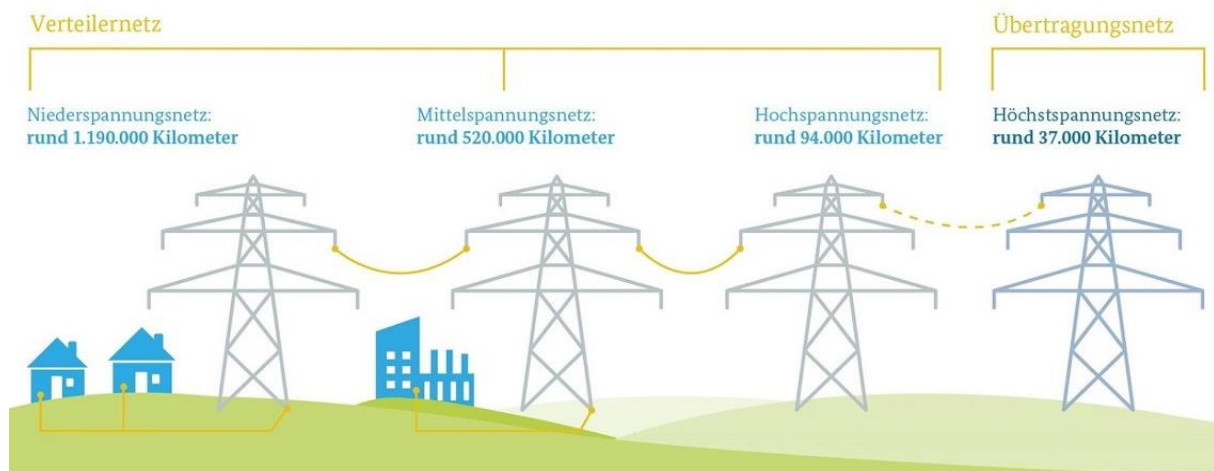 Verteilernetz
Übertragungsnetz
Niederspannungsnetz:
rund 1.190.000 Kilometer
Mittelspannungsnetz:
rund 520.000 Kilometer
Hochspannungsnetz:
rund 94.000 Kilometer
Höchstspannungsnetz:
rund 37.000 Kilometer